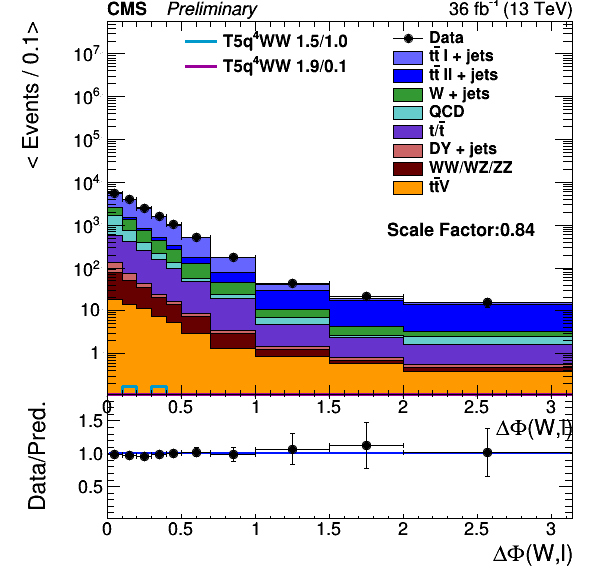 CMS Preliminary 36 fb⁻¹ (13 TeV)
< Events / 0.1>
10⁷
10⁶
10⁵
10⁴
10³
10²
10
1
T5q⁴WW 1.5/1.0
T5q⁴WW 1.9/0.1
Data
tt̄ l + jets
tt̄ ll + jets
W + jets
QCD
t/t̄
DY + jets
WW/WZ/ZZ
tt̄V
Scale Factor:0.84
0 0.5 1 1.5 2 2.5 3
ΔΦ(W,l)
Data/Pred.
1.5
1.0
0.5
0 0.5 1 1.5 2 2.5 3
ΔΦ(W,l)